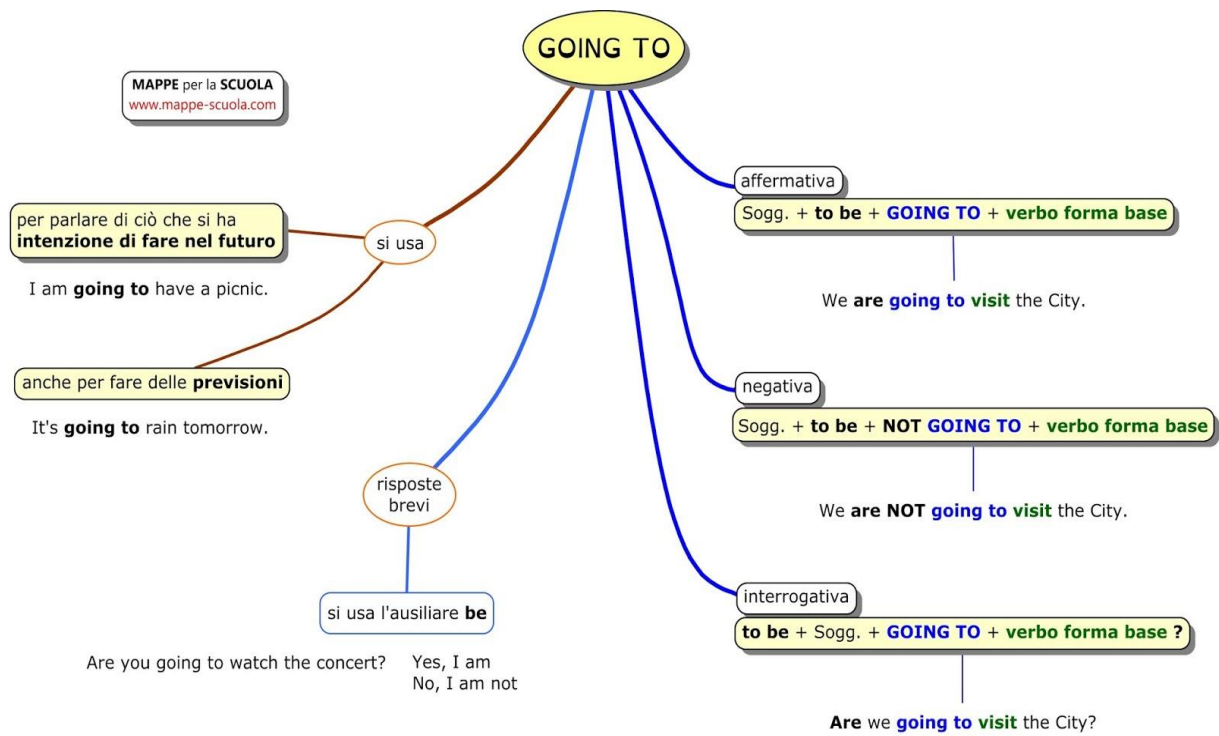 GOING TO
MAPPE per la SCUOLA
www.mappe-scuola.com
si usa
per parlare di ciò che si ha
intenzione di fare nel futuro
I am going to have a picnic.
anche per fare delle previsioni
It's going to rain tomorrow.
risposte
brevi
si usa l'ausiliare be
Are you going to watch the concert? Yes, I am
No, I am not
affermativa
Sogg. + to be + GOING TO + verbo forma base
We are going to visit the City.
negativa
Sogg. + to be + NOT GOING TO + verbo forma base
We are NOT going to visit the City.
interrogativa
to be + Sogg. + GOING TO + verbo forma base ?
Are we going to visit the City?